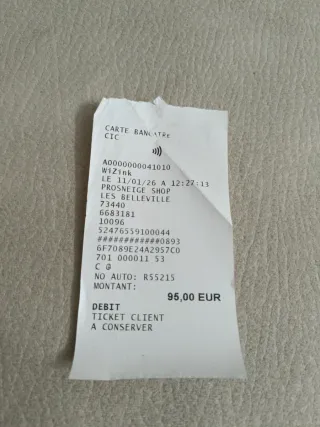 CARTE BANCAIRE
CIC
A0000000041010
WiZink
LE 11/01/26 A 12:27:13
PROSNEIGE SHOP
LES BELLEVILLE
73440
6683181
10096
52476559100044
############0893
6F7089E24A2957C0
701 000011 53
C @
NO AUTO: R55215
MONTANT:
95,00 EUR
DEBIT
TICKET CLIENT
A CONSERVER